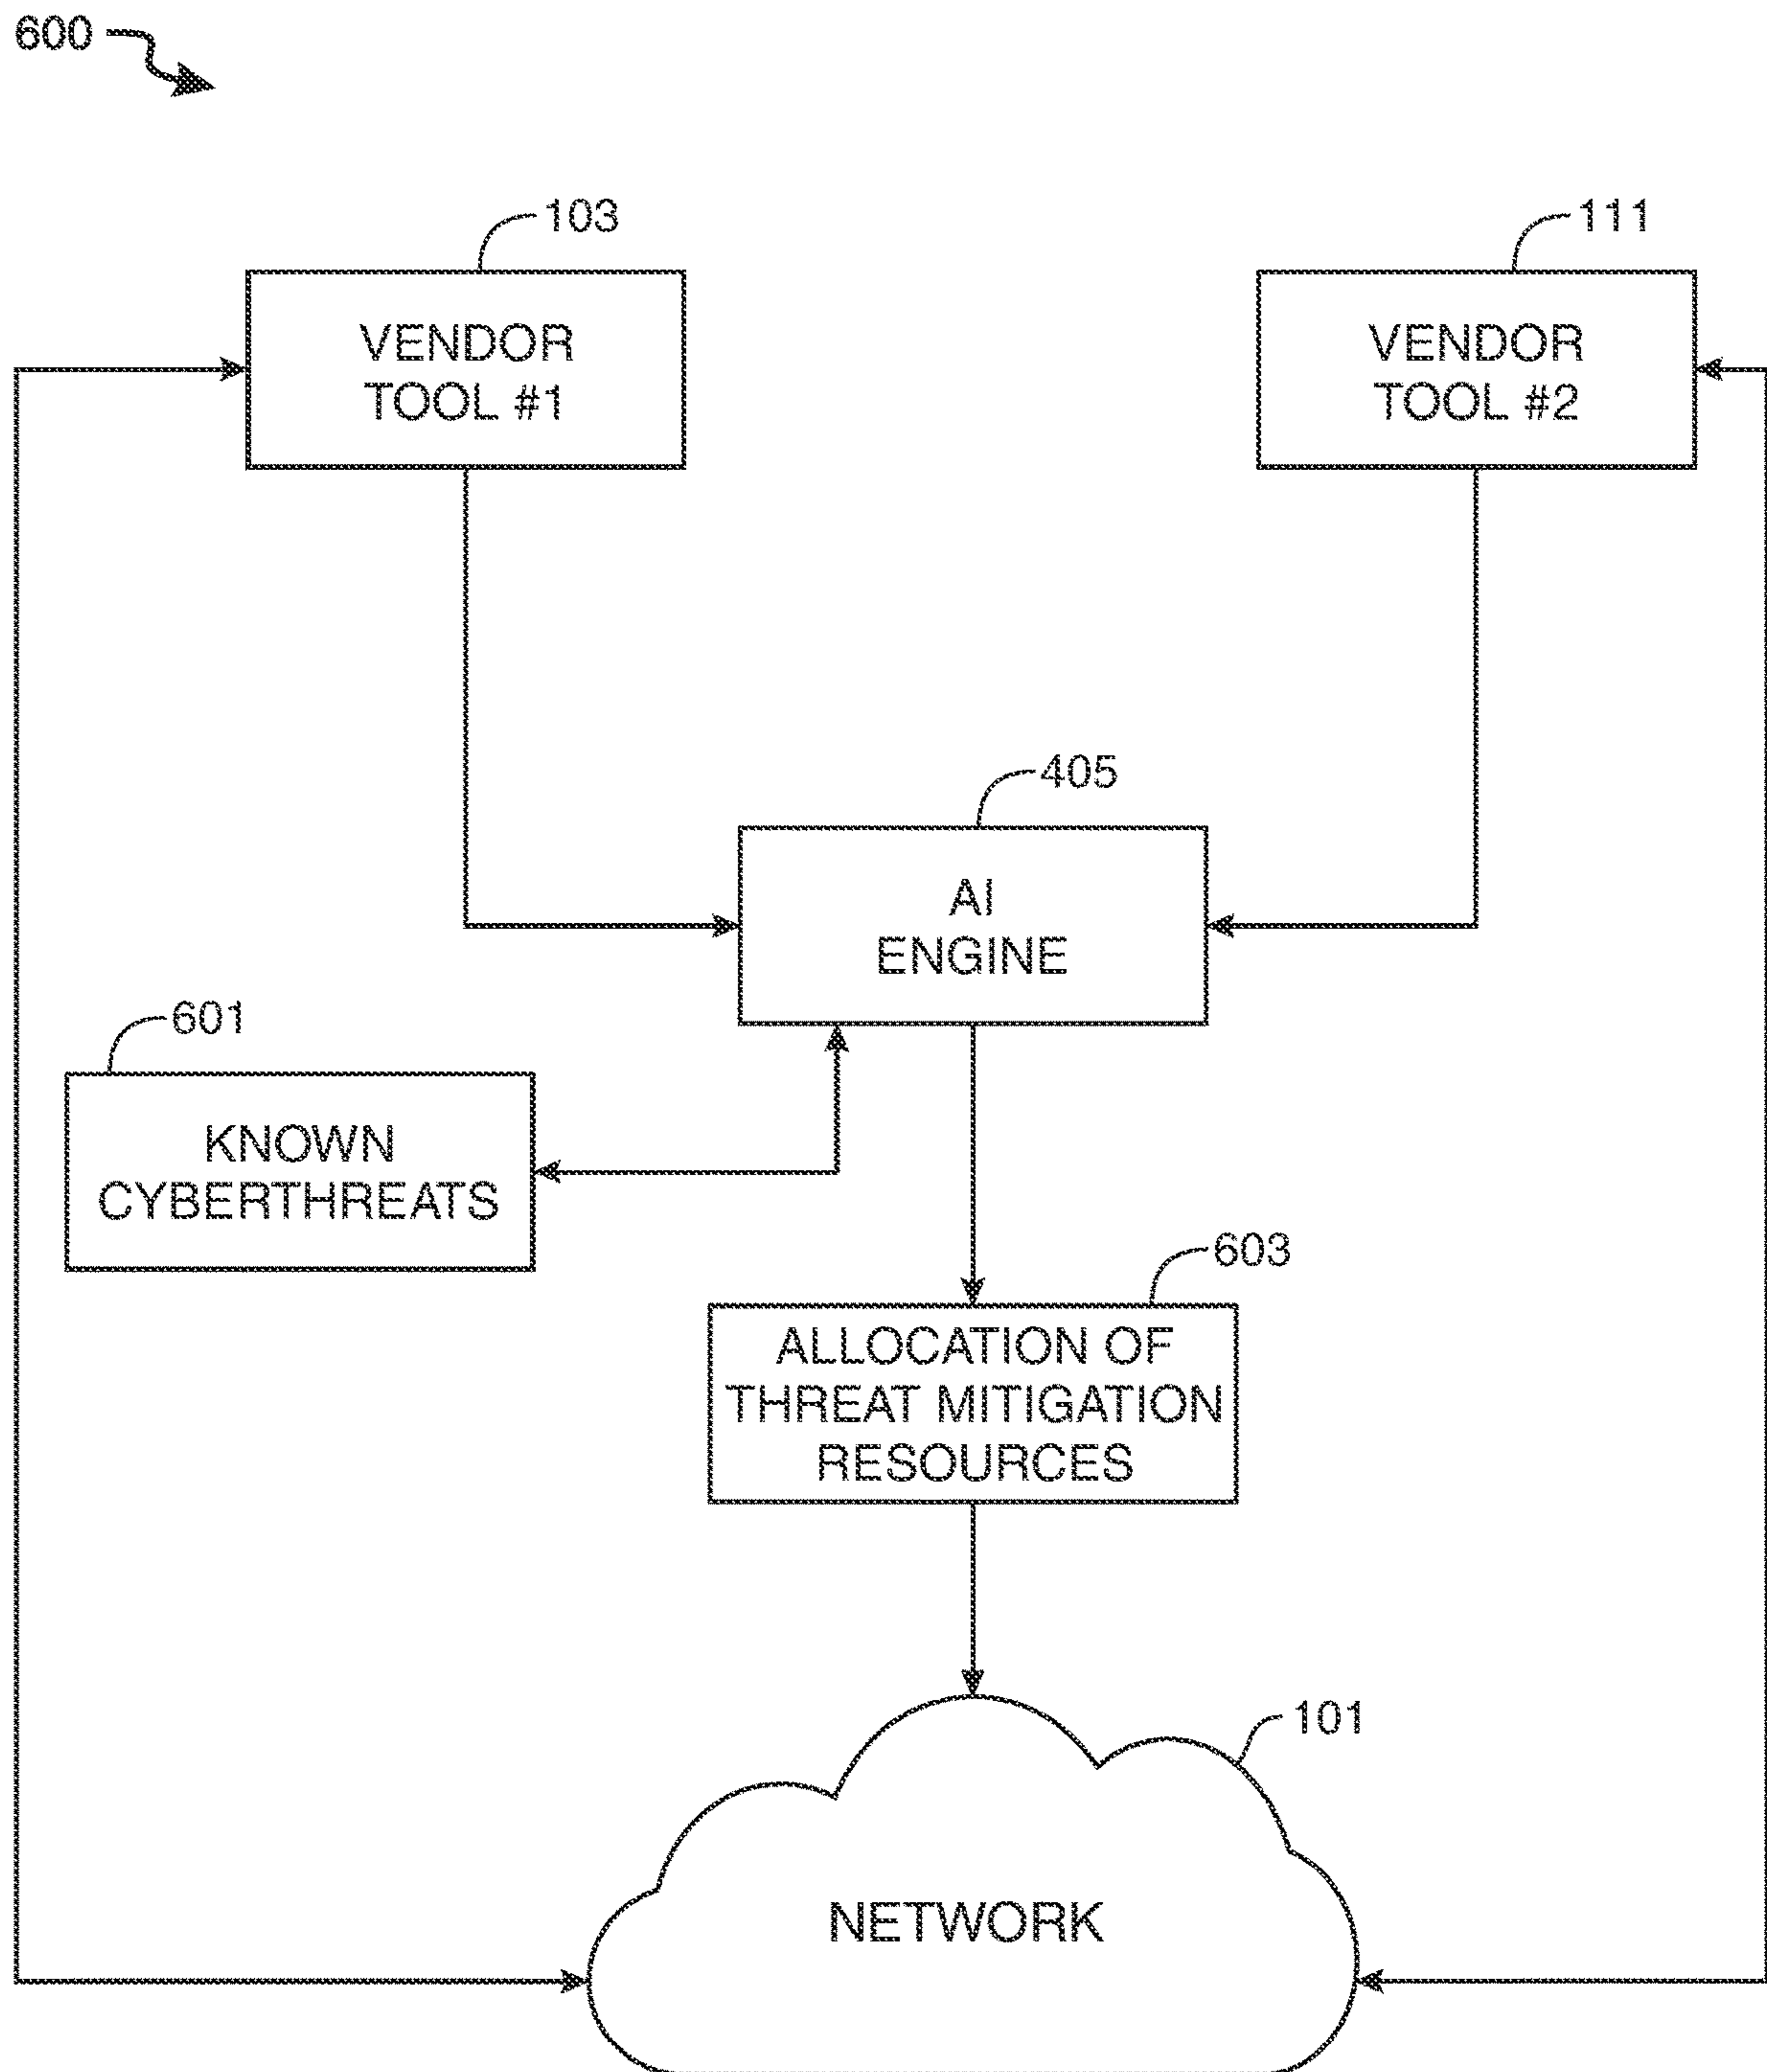 600
103
111
VENDOR
TOOL #1
VENDOR
TOOL #2
405
AI
ENGINE
601
KNOWN
CYBERTHREATS
603
ALLOCATION OF
THREAT MITIGATION
RESOURCES
101
NETWORK